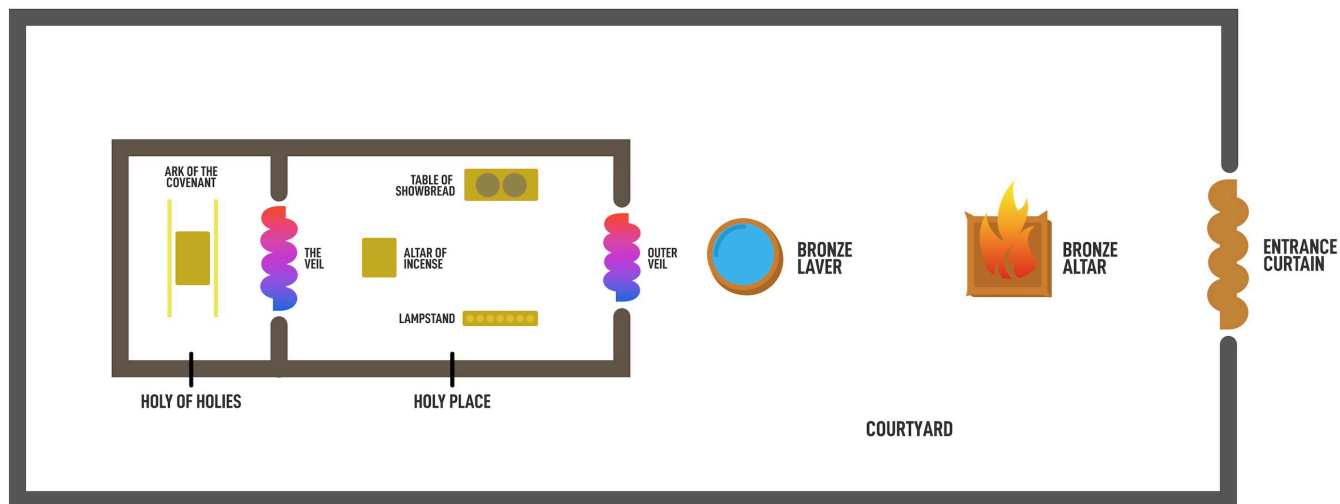 ARK OF THE
COVENANT
TABLE OF
SHOWBREAD
THE
VEIL
ALTAR OF
INCENSE
OUTER
VEIL
BRONZE
LAVER
BRONZE
ALTAR
ENTRANCE
CURTAIN
LAMPSTAND
HOLY OF HOLIES
HOLY PLACE
COURTYARD